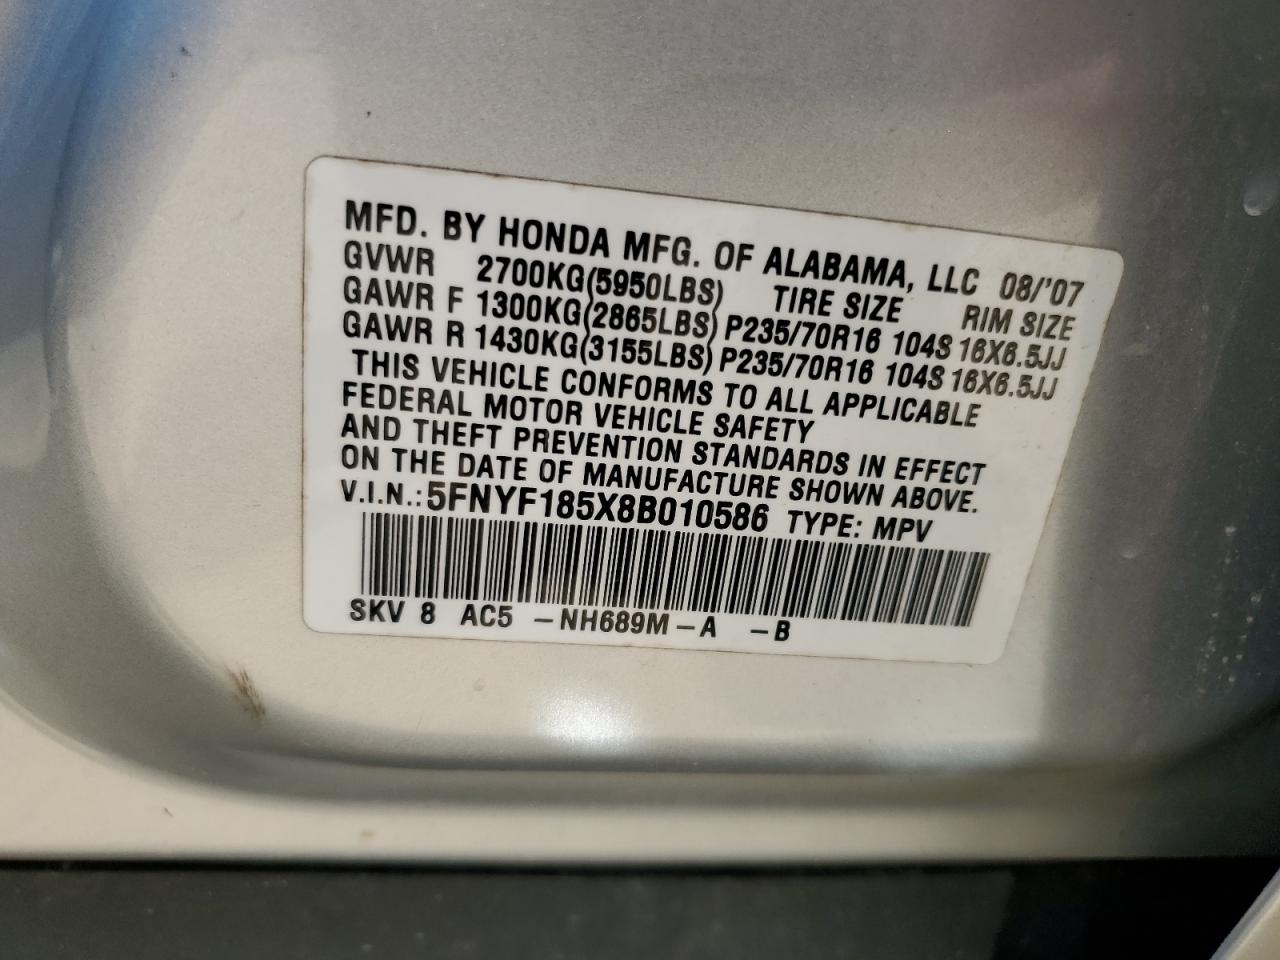 MFD. BY HONDA MFG. OF ALABAMA, LLC 08/'07
GVWR 2700KG(5950LBS) TIRE SIZE RIM SIZE
GAWR F 1300KG(2865LBS) P235/70R16 104S 16X6.5JJ
GAWR R 1430KG(3155LBS) P235/70R16 104S 16X6.5JJ
THIS VEHICLE CONFORMS TO ALL APPLICABLE
FEDERAL MOTOR VEHICLE SAFETY
AND THEFT PREVENTION STANDARDS IN EFFECT
ON THE DATE OF MANUFACTURE SHOWN ABOVE.
V.I.N.: 5FNYF185X8B010586 TYPE: MPV
SKV 8 AC5 -NH689M-A -B